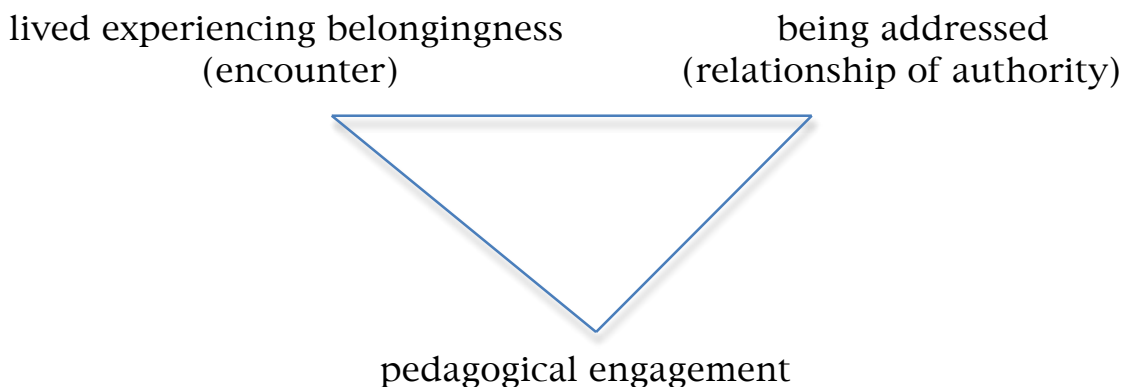 lived experiencing belongingness
(encounter)
being addressed
(relationship of authority)
pedagogical engagement